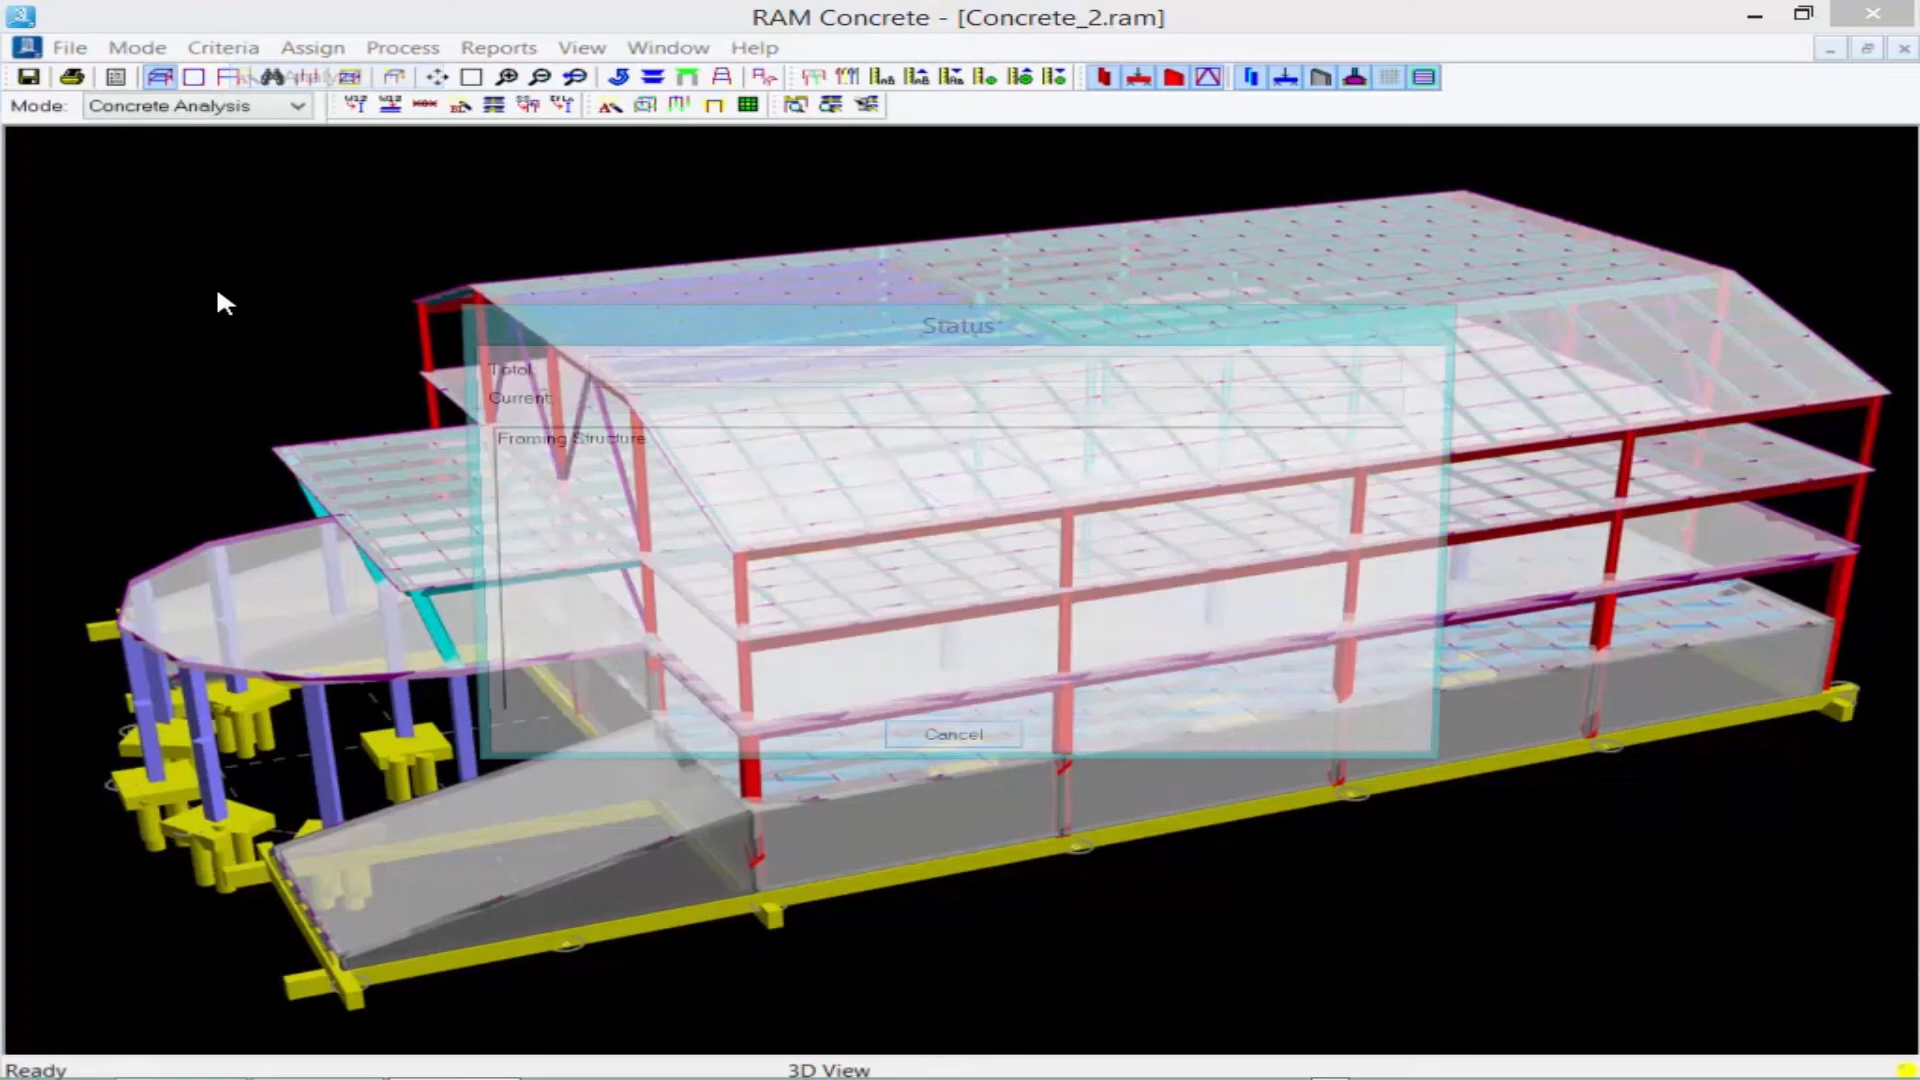 RAM Concrete - [Concrete_2.ram]
File Mode Criteria Assign Process Reports View Window Help
Mode: Concrete Analysis
Status
Total:
Current:
Framing Structure
Cancel
Ready 3D View